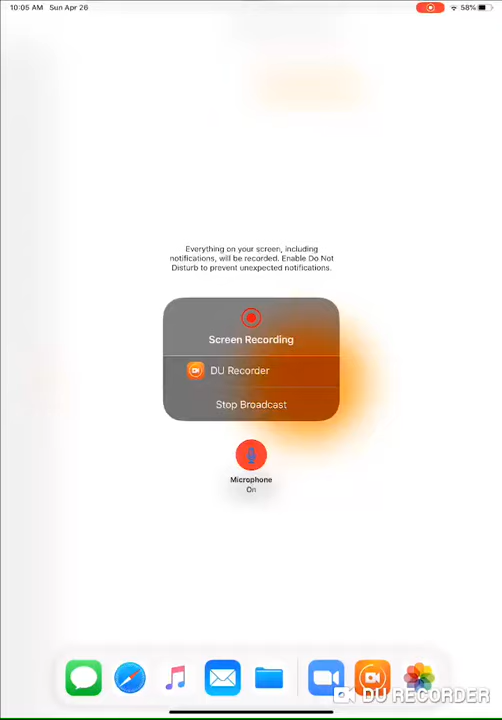 10:05 AM Sun Apr 26
58%
Everything on your screen, including
notifications, will be recorded. Enable Do Not
Disturb to prevent unexpected notifications.
Screen Recording
DU Recorder
Stop Broadcast
Microphone
On
DU RECORDER